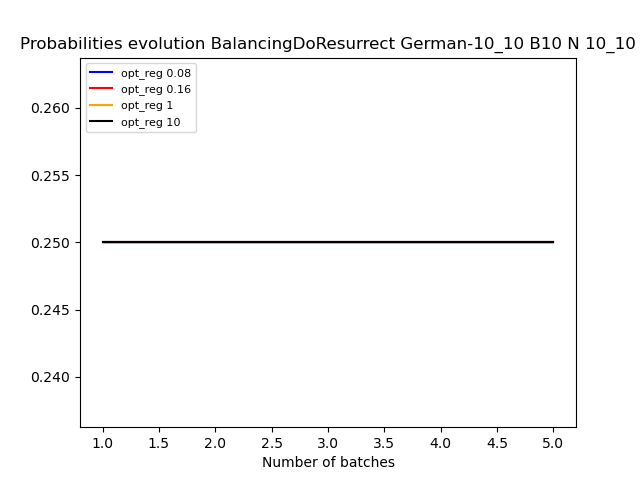 Probabilities evolution BalancingDoResurrect German-10_10 B10 N 10_10
opt_reg 0.08
opt_reg 0.16
opt_reg 1
opt_reg 10
0.260
0.255
0.250
0.245
0.240
1.0 1.5 2.0 2.5 3.0 3.5 4.0 4.5 5.0
Number of batches